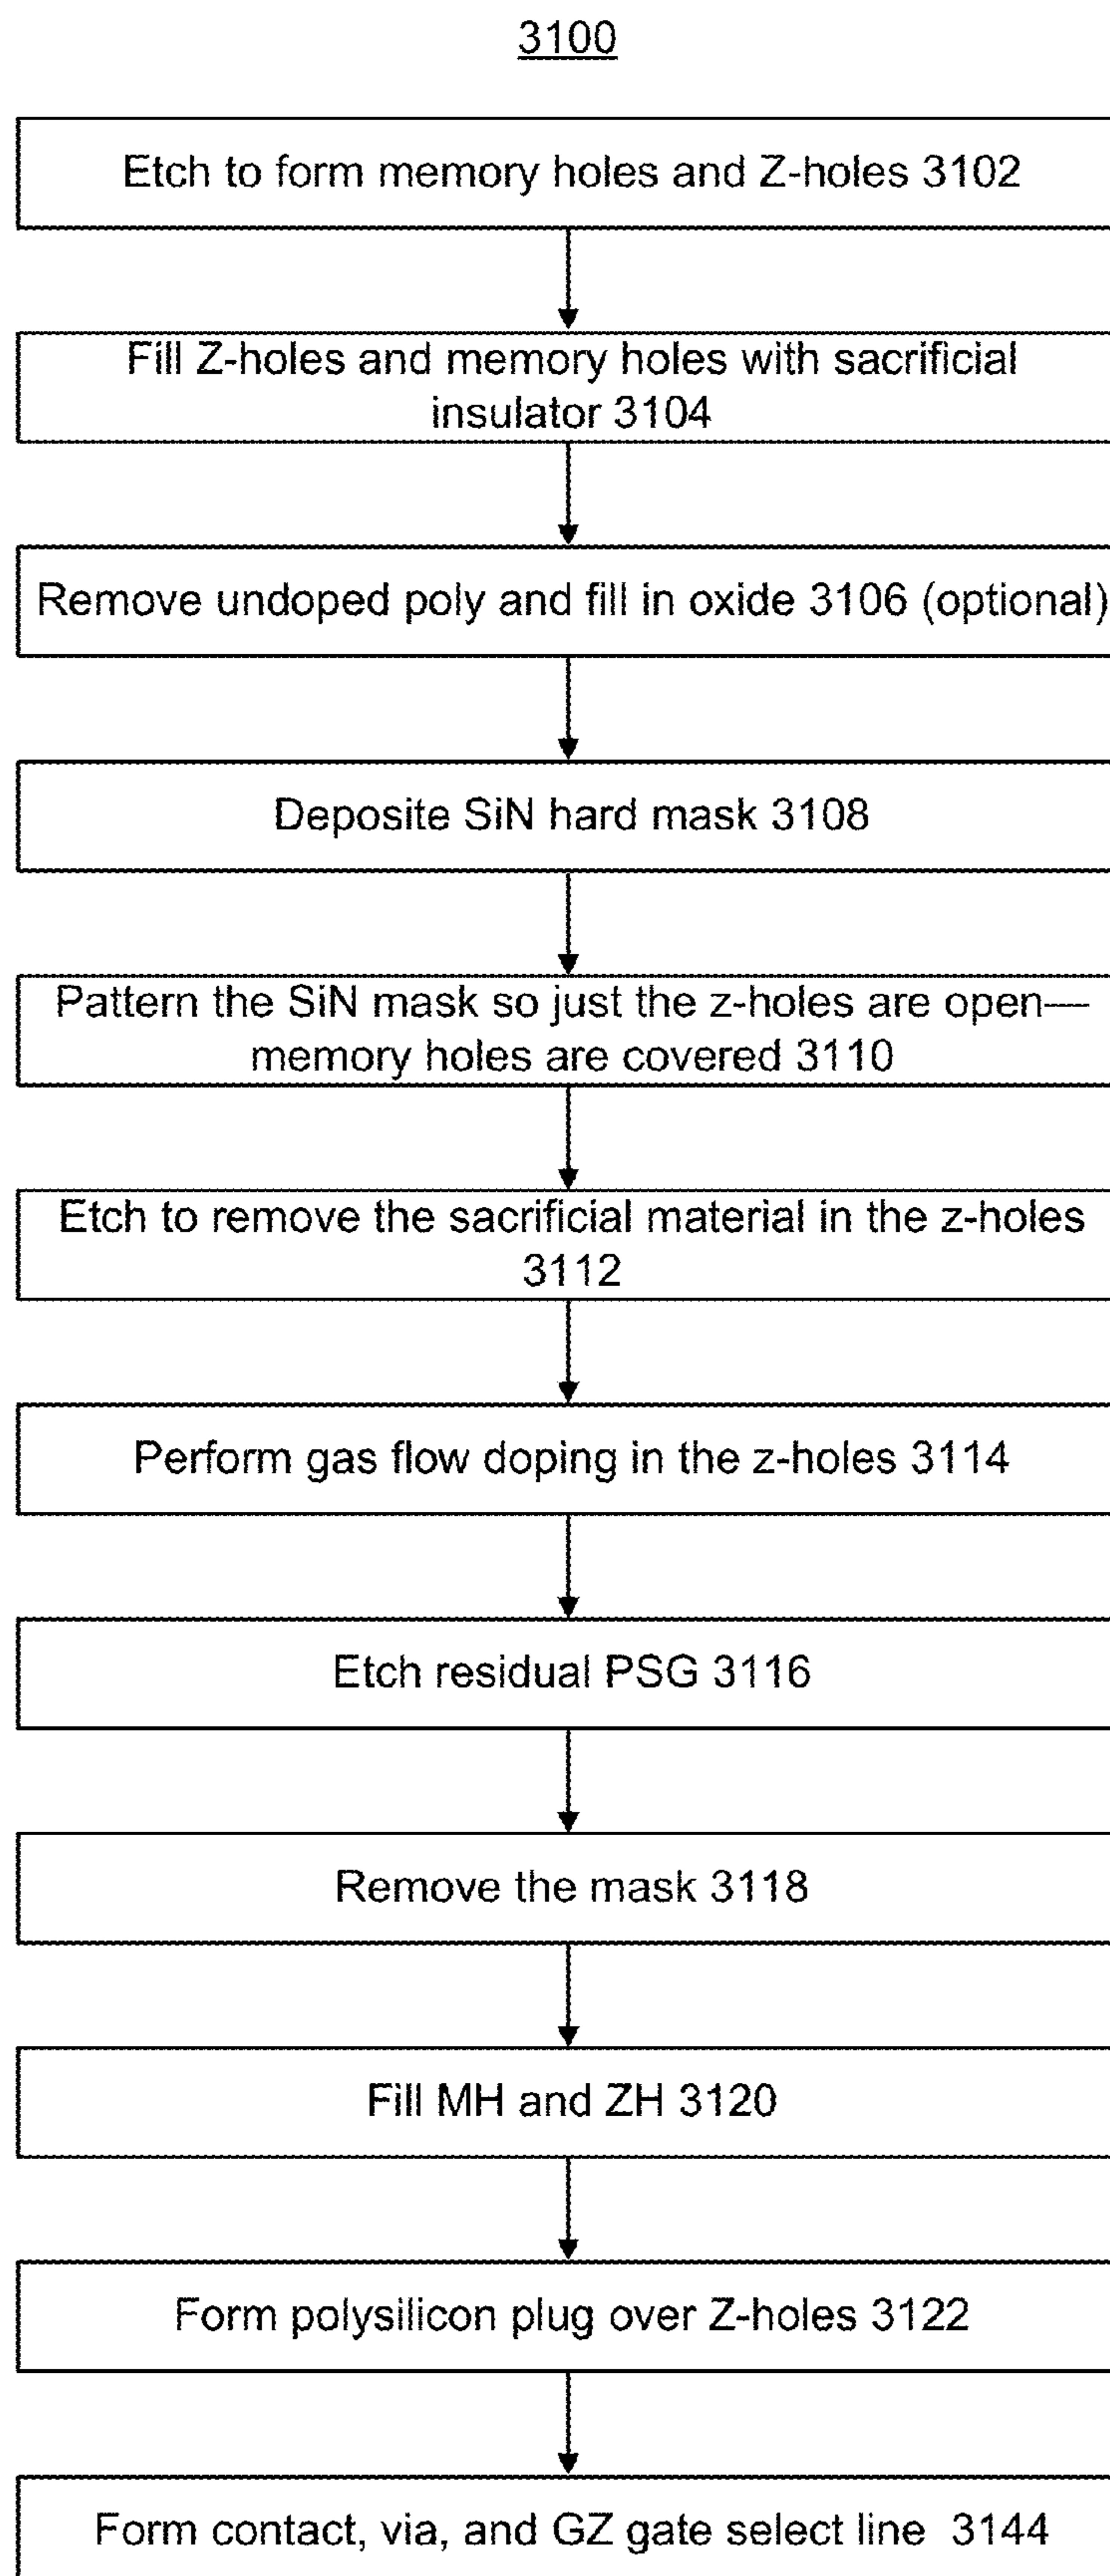 3100
Etch to form memory holes and Z-holes 3102
Fill Z-holes and memory holes with sacrificial
insulator 3104
Remove undoped poly and fill in oxide 3106 (optional)
Deposite SiN hard mask 3108
Pattern the SiN mask so just the z-holes are open—
memory holes are covered 3110
Etch to remove the sacrificial material in the z-holes
3112
Perform gas flow doping in the z-holes 3114
Etch residual PSG 3116
Remove the mask 3118
Fill MH and ZH 3120
Form polysilicon plug over Z-holes 3122
Form contact, via, and GZ gate select line 3144